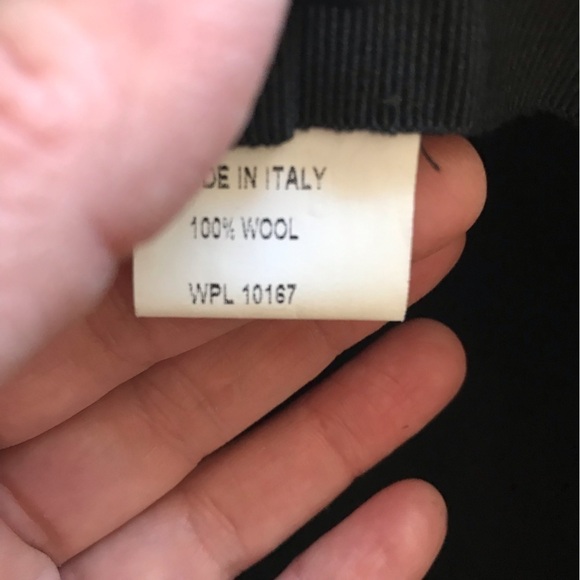 DE IN ITALY
100% WOOL
WPL 10167